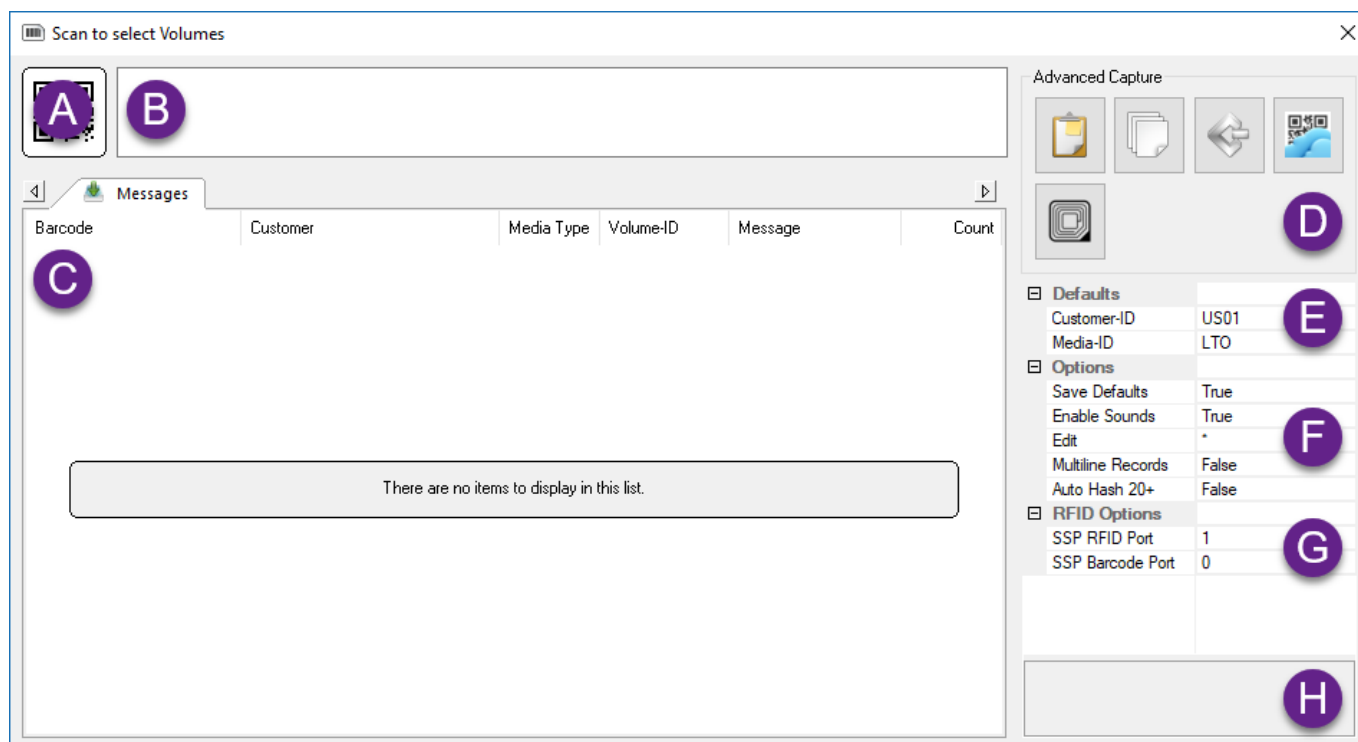 Scan to select Volumes
A
B
Advanced Capture
D
Messages
Barcode Customer Media Type Volume-ID Message Count
C
There are no items to display in this list.
Defaults
Customer-ID US01
E
Media-ID LTO
Options
Save Defaults True
Enable Sounds True
F
Edit *
Multiline Records False
Auto Hash 20+ False
RFID Options
SSP RFID Port 1
G
SSP Barcode Port 0
H